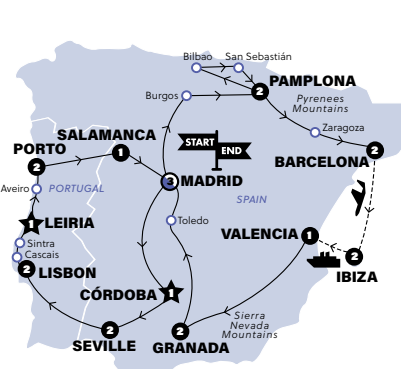 Bilbao
San Sebastián
2
PAMPLONA
Burgos
Pyrenees
Mountains
Zaragoza
SALAMANCA
START
END
PORTO
1
2
2
BARCELONA
Aveiro
PORTUGAL
3
MADRID
SPAIN
1
LEIRIA
Toledo
VALENCIA
1
Sintra
Cascais
2
LISBON
2
IBIZA
CÓRDOBA
1
Sierra
Nevada
Mountains
2
SEVILLE
2
GRANADA